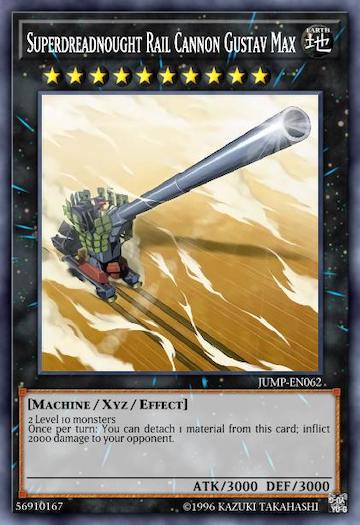 Superdreadnought Rail Cannon Gustav Max
EARTH
地
JUMP-EN062
[Machine / Xyz / Effect]
2 Level 10 monsters
Once per turn: You can detach 1 material from this card; inflict
2000 damage to your opponent.
ATK/3000 DEF/3000
56910167
©1996 KAZUKI TAKAHASHI